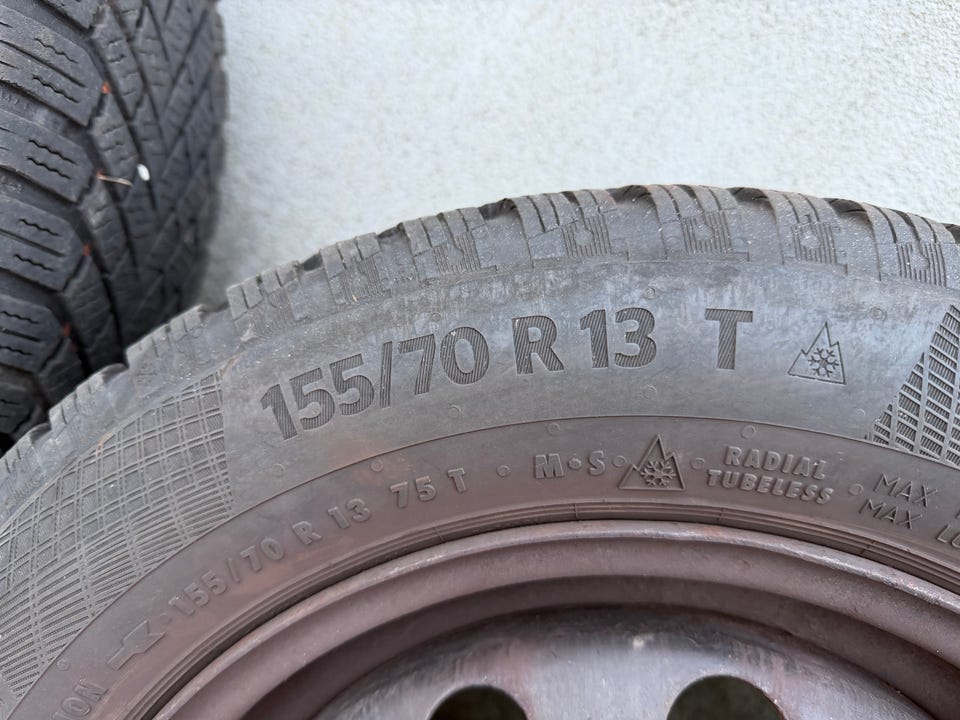 155/70 R 13 T
155/70 R 13 75 T • M•S • RADIAL
TUBELESS • MAX
MAX